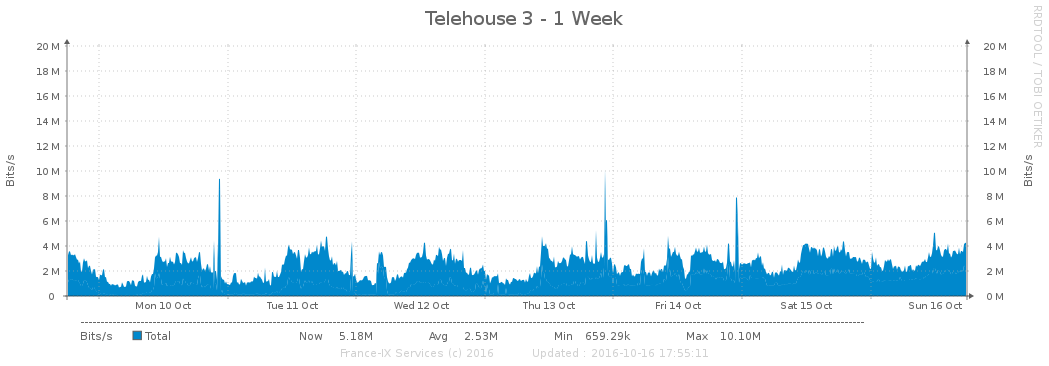 Telehouse 3 - 1 Week
RRDTOOL / TOBI OETIKER
Bits/s
20 M 20 M
18 M 18 M
16 M 16 M
14 M 14 M
12 M 12 M
10 M 10 M
8 M 8 M
6 M 6 M
4 M 4 M
2 M 2 M
0 0 M
Bits/s
Mon 10 Oct Tue 11 Oct Wed 12 Oct Thu 13 Oct Fri 14 Oct Sat 15 Oct Sun 16 Oct
Bits/s Total Now 5.18M Avg 2.53M Min 659.29k Max 10.10M
France-IX Services (c) 2016 Updated : 2016-10-16 17:55:11